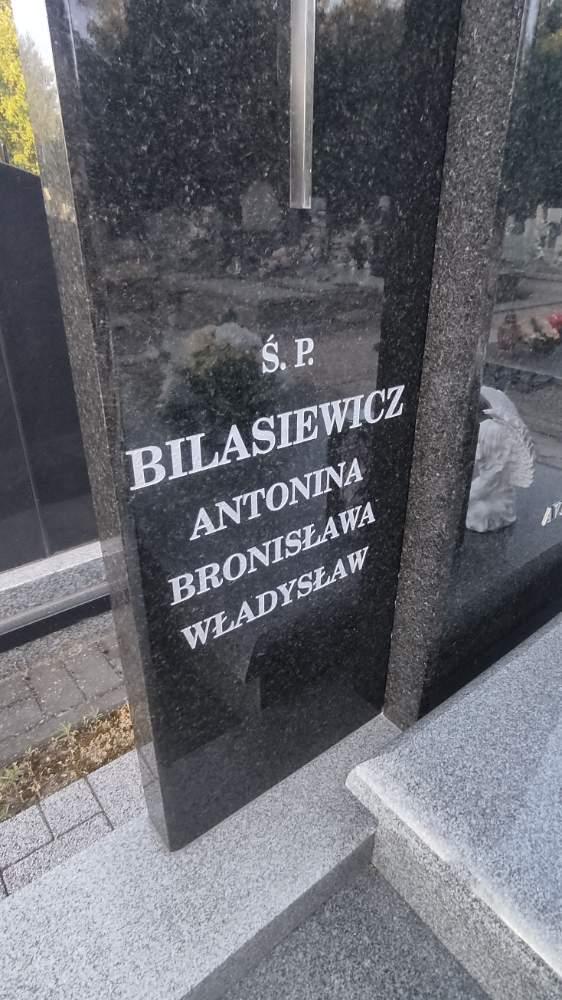 Ś. P.
BILASIEWICZ
ANTONINA
BRONISŁAWA
WŁADYSŁAW